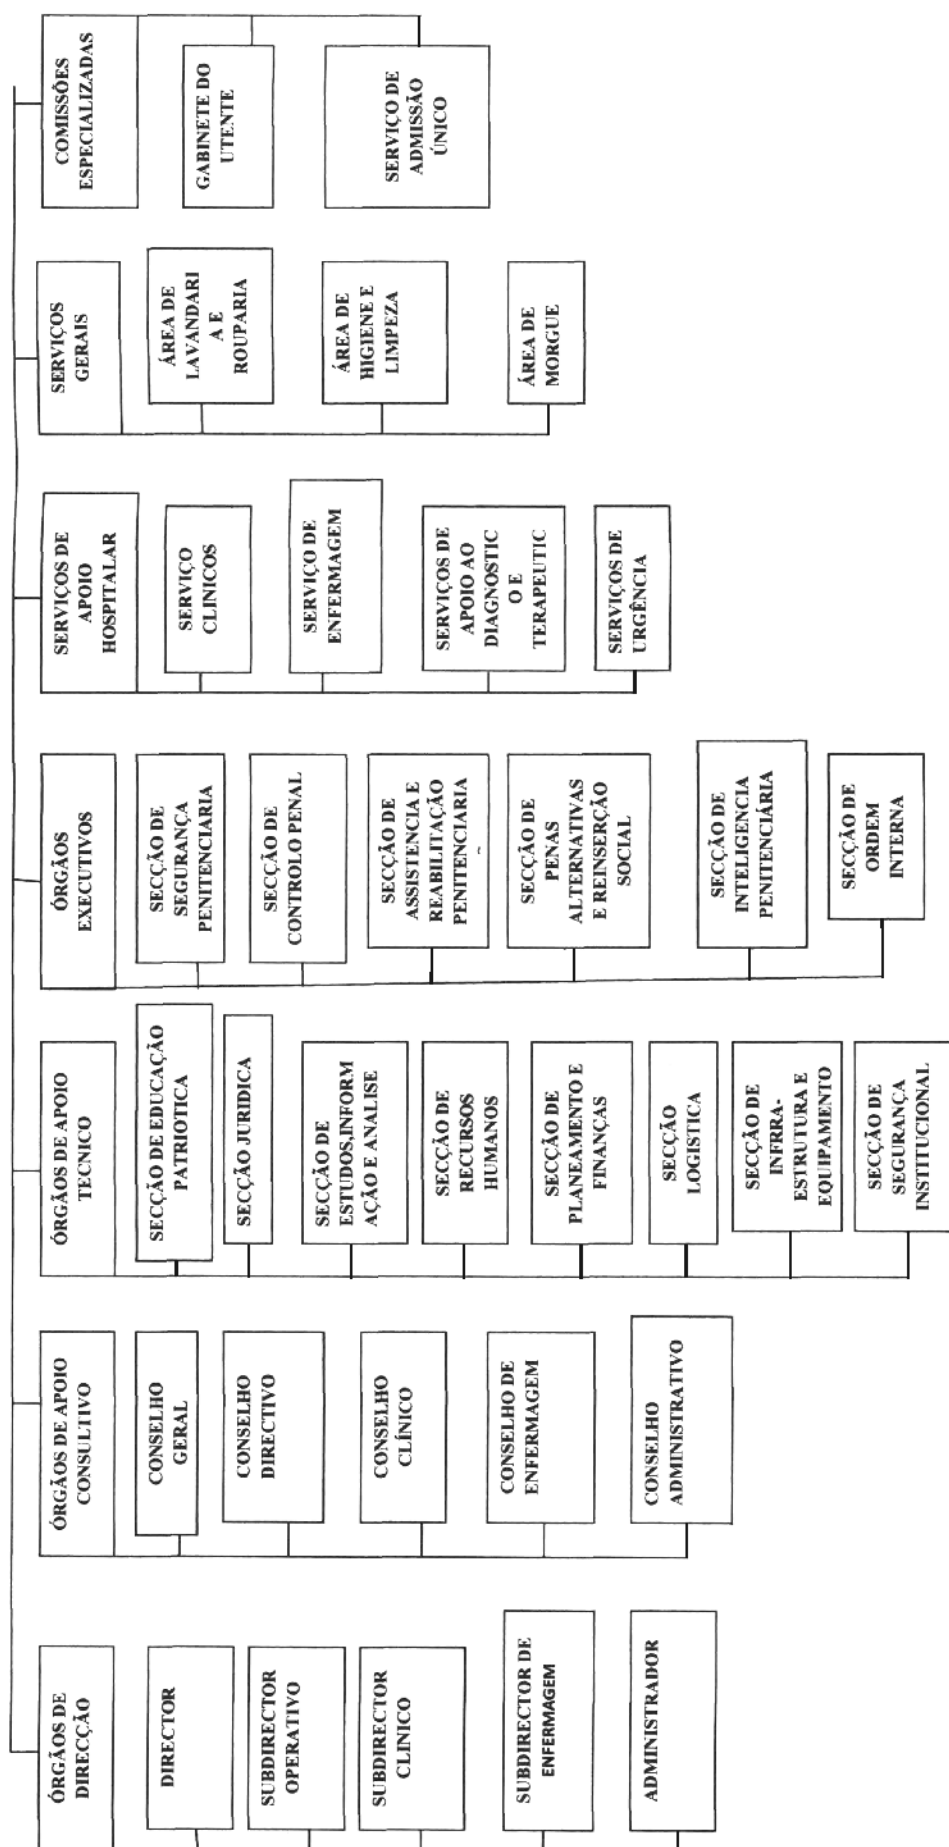 ÓRGÃOS DE
DIRECÇÃO
DIRECTOR
SUBDIRECTOR
OPERATIVO
SUBDIRECTOR
CLINICO
SUBDIRECTOR DE
ENFERMAGEM
ADMINISTRADOR
ÓRGÃOS DE APOIO
CONSULTIVO
CONSELHO
GERAL
CONSELHO
DIRECTIVO
CONSELHO
CLÍNICO
CONSELHO DE
ENFERMAGEM
CONSELHO
ADMINISTRATIVO
ÓRGÃOS DE APOIO
TECNICO
SECÇÃO DE EDUCAÇÃO
PATRIOTICA
SECÇÃO JURIDICA
SECÇÃO DE
ESTUDOS,INFORM
AÇÃO E ANALISE
SECÇÃO DE
RECURSOS
HUMANOS
SECÇÃO DE
PLANEAMENTO E
FINANÇAS
SECÇÃO
LOGISTICA
SECÇÃO DE
INFRRA-
ESTRUTURA E
EQUIPAMENTO
SECÇÃO DE
SEGURANÇA
INSTITUCIONAL
ÓRGÃOS
EXECUTIVOS
SECÇÃO DE
SEGURANÇA
PENITENCIARIA
SECÇÃO DE
CONTROLO PENAL
SECÇÃO DE
ASSISTENCIA E
REABILITAÇÃO
PENITENCIARIA
SECÇÃO DE
PENAS
ALTERNATIVAS
E REINSERÇÃO
SOCIAL
SECÇÃO DE
INTELIGENCIA
PENITENCIÁRIA
SECÇÃO DE
ORDEM
INTERNA
SERVIÇOS DE
APOIO
HOSPITALAR
SERVIÇO
CLINICOS
SERVIÇO DE
ENFERMAGEM
SERVIÇOS DE
APOIO AO
DIAGNOSTIC
O E
TERAPEUTIC
SERVIÇOS DE
URGÊNCIA
SERVIÇOS
GERAIS
ÁREA DE
LAVANDARI
A E
ROUPARIA
ÁREA DE
HIGIENE E
LIMPEZA
ÁREA DE
MORGUE
COMISSÕES
ESPECIALIZADAS
GABINETE DO
UTENTE
SERVIÇO DE
ADMISSÃO
ÚNICO